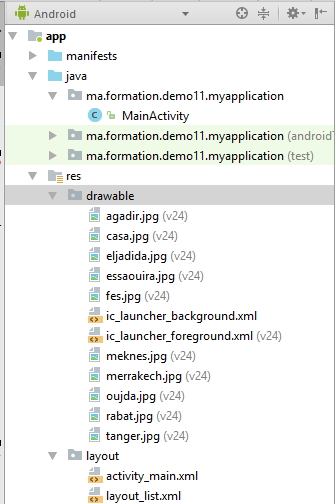 Android
app
manifests
java
ma.formation.demo11.myapplication
MainActivity
ma.formation.demo11.myapplication (android
ma.formation.demo11.myapplication (test)
res
drawable
agadir.jpg (v24)
casa.jpg (v24)
eljadida.jpg (v24)
essaouira.jpg (v24)
fes.jpg (v24)
ic_launcher_background.xml
ic_launcher_foreground.xml (v24)
meknes.jpg (v24)
merrakech.jpg (v24)
oujda.jpg (v24)
rabat.jpg (v24)
tanger.jpg (v24)
layout
activity_main.xml
layout_list.xml